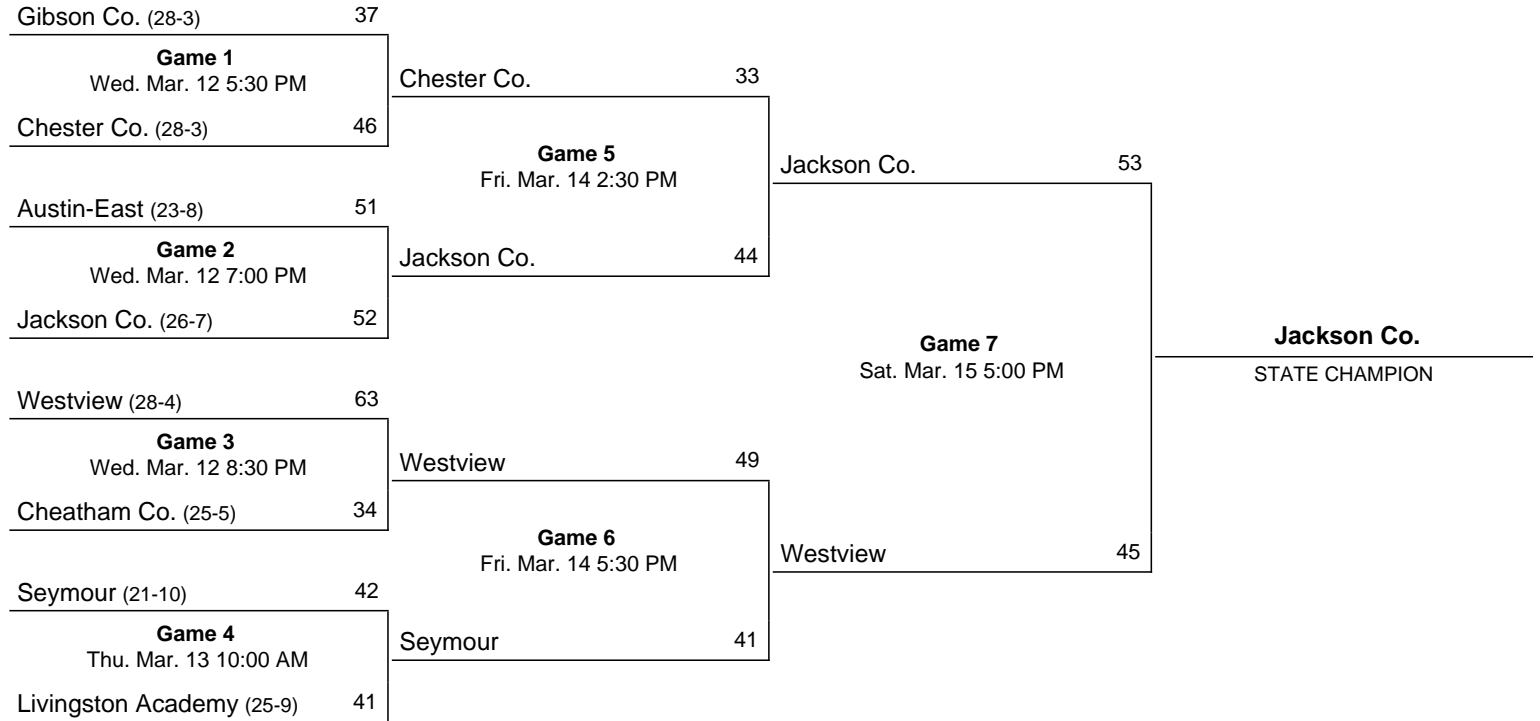 Gibson Co. (28-3) 37
Game 1
Wed. Mar. 12 5:30 PM
Chester Co. (28-3) 46
Austin-East (23-8) 51
Game 2
Wed. Mar. 12 7:00 PM
Jackson Co. (26-7) 52
Westview (28-4) 63
Game 3
Wed. Mar. 12 8:30 PM
Cheatham Co. (25-5) 34
Seymour (21-10) 42
Game 4
Thu. Mar. 13 10:00 AM
Livingston Academy (25-9) 41
Chester Co. 33
Game 5
Fri. Mar. 14 2:30 PM
Jackson Co. 44
Westview 49
Game 6
Fri. Mar. 14 5:30 PM
Seymour 41
Jackson Co. 53
Game 7
Sat. Mar. 15 5:00 PM
Westview 45
Jackson Co.
STATE CHAMPION